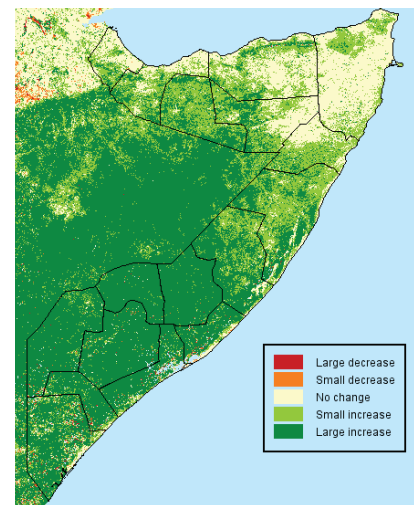 Large decrease
Small decrease
No change
Small increase
Large increase